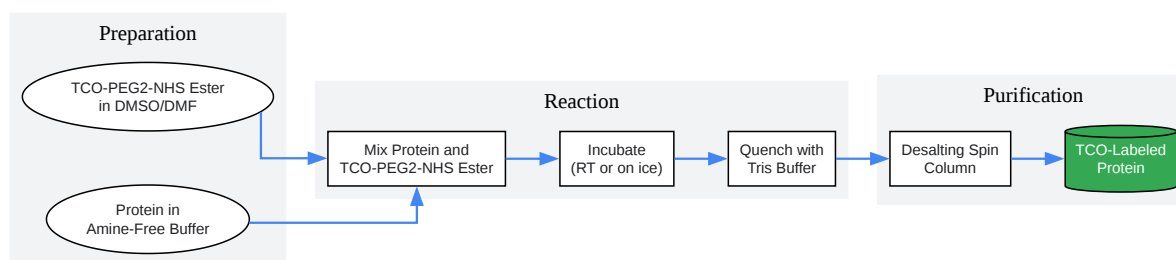 Preparation
TCO-PEG2-NHS Ester
in DMSO/DMF
Protein in
Amine-Free Buffer
Reaction
Mix Protein and
TCO-PEG2-NHS Ester
Incubate
(RT or on ice)
Quench with
Tris Buffer
Purification
Desalting Spin
Column
TCO-Labeled
Protein